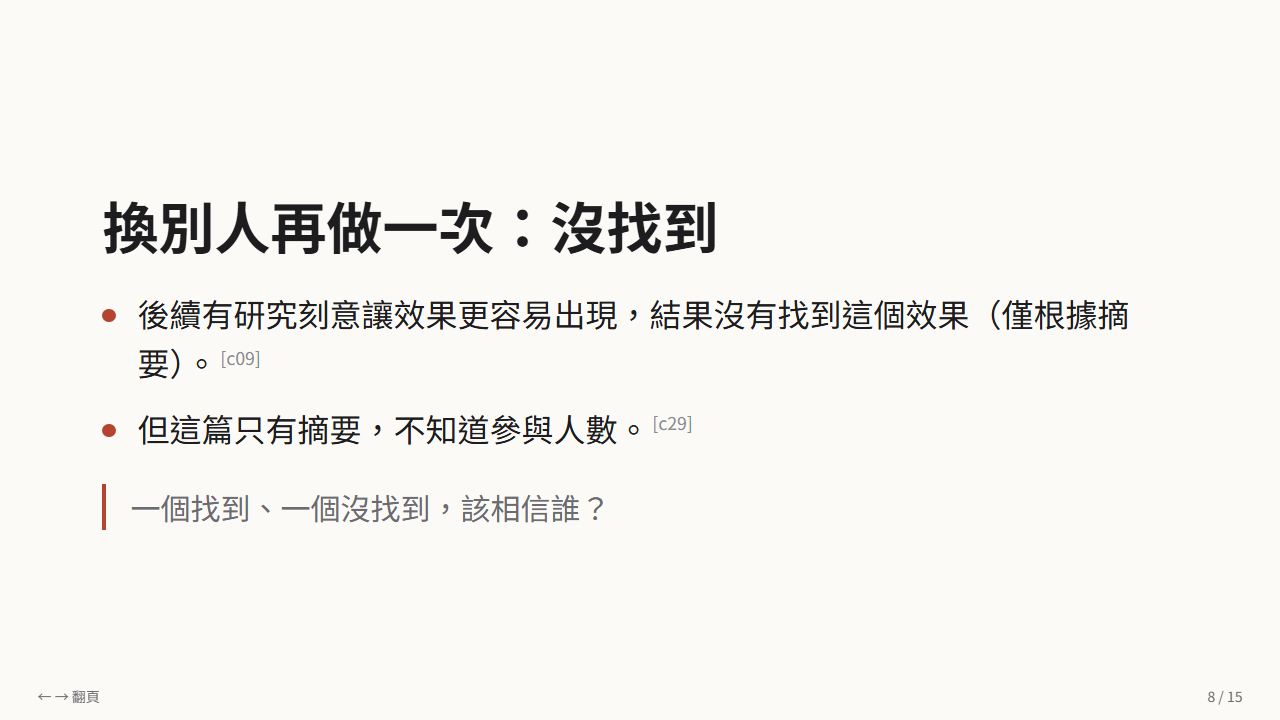 換別人再做一次：沒找到
後續有研究刻意讓效果更容易出現，結果沒有找到這個效果（僅根據摘
要）。[c09]
但這篇只有摘要，不知道參與人數。[c29]
一個找到、一個沒找到，該相信誰？
← → 翻頁
8 / 15